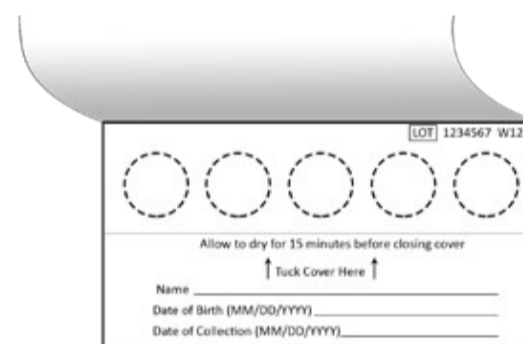 LOT 1234567 W12
Allow to dry for 15 minutes before closing cover
Tuck Cover Here
Name
Date of Birth (MM/DD/YYYY)
Date of Collection (MM/DD/YYYY)